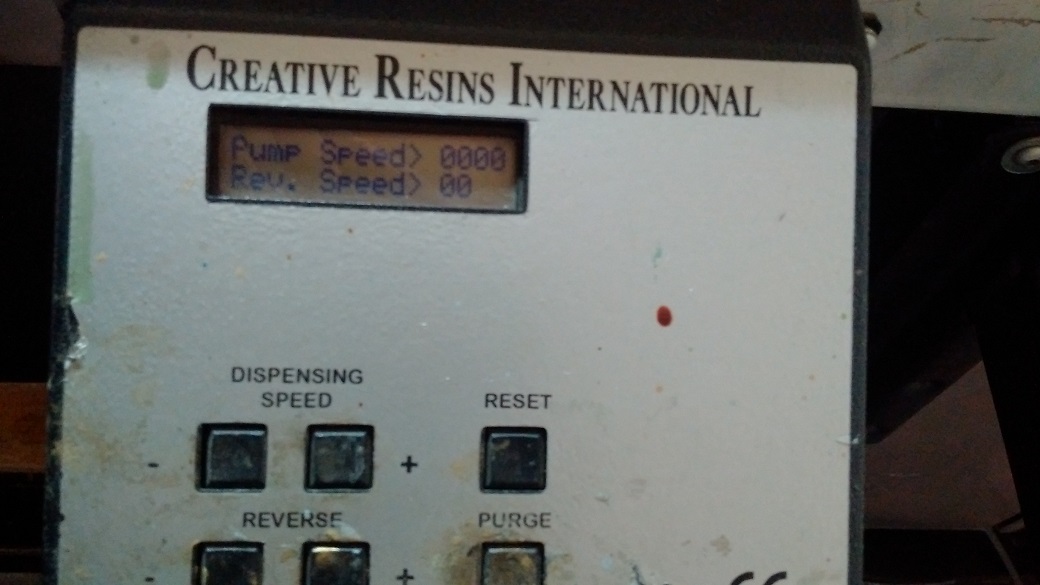 CREATIVE RESINS INTERNATIONAL
Pump Speed> 0000
Rev. Speed> 00
DISPENSING
SPEED
RESET
- +
REVERSE
PURGE
- +